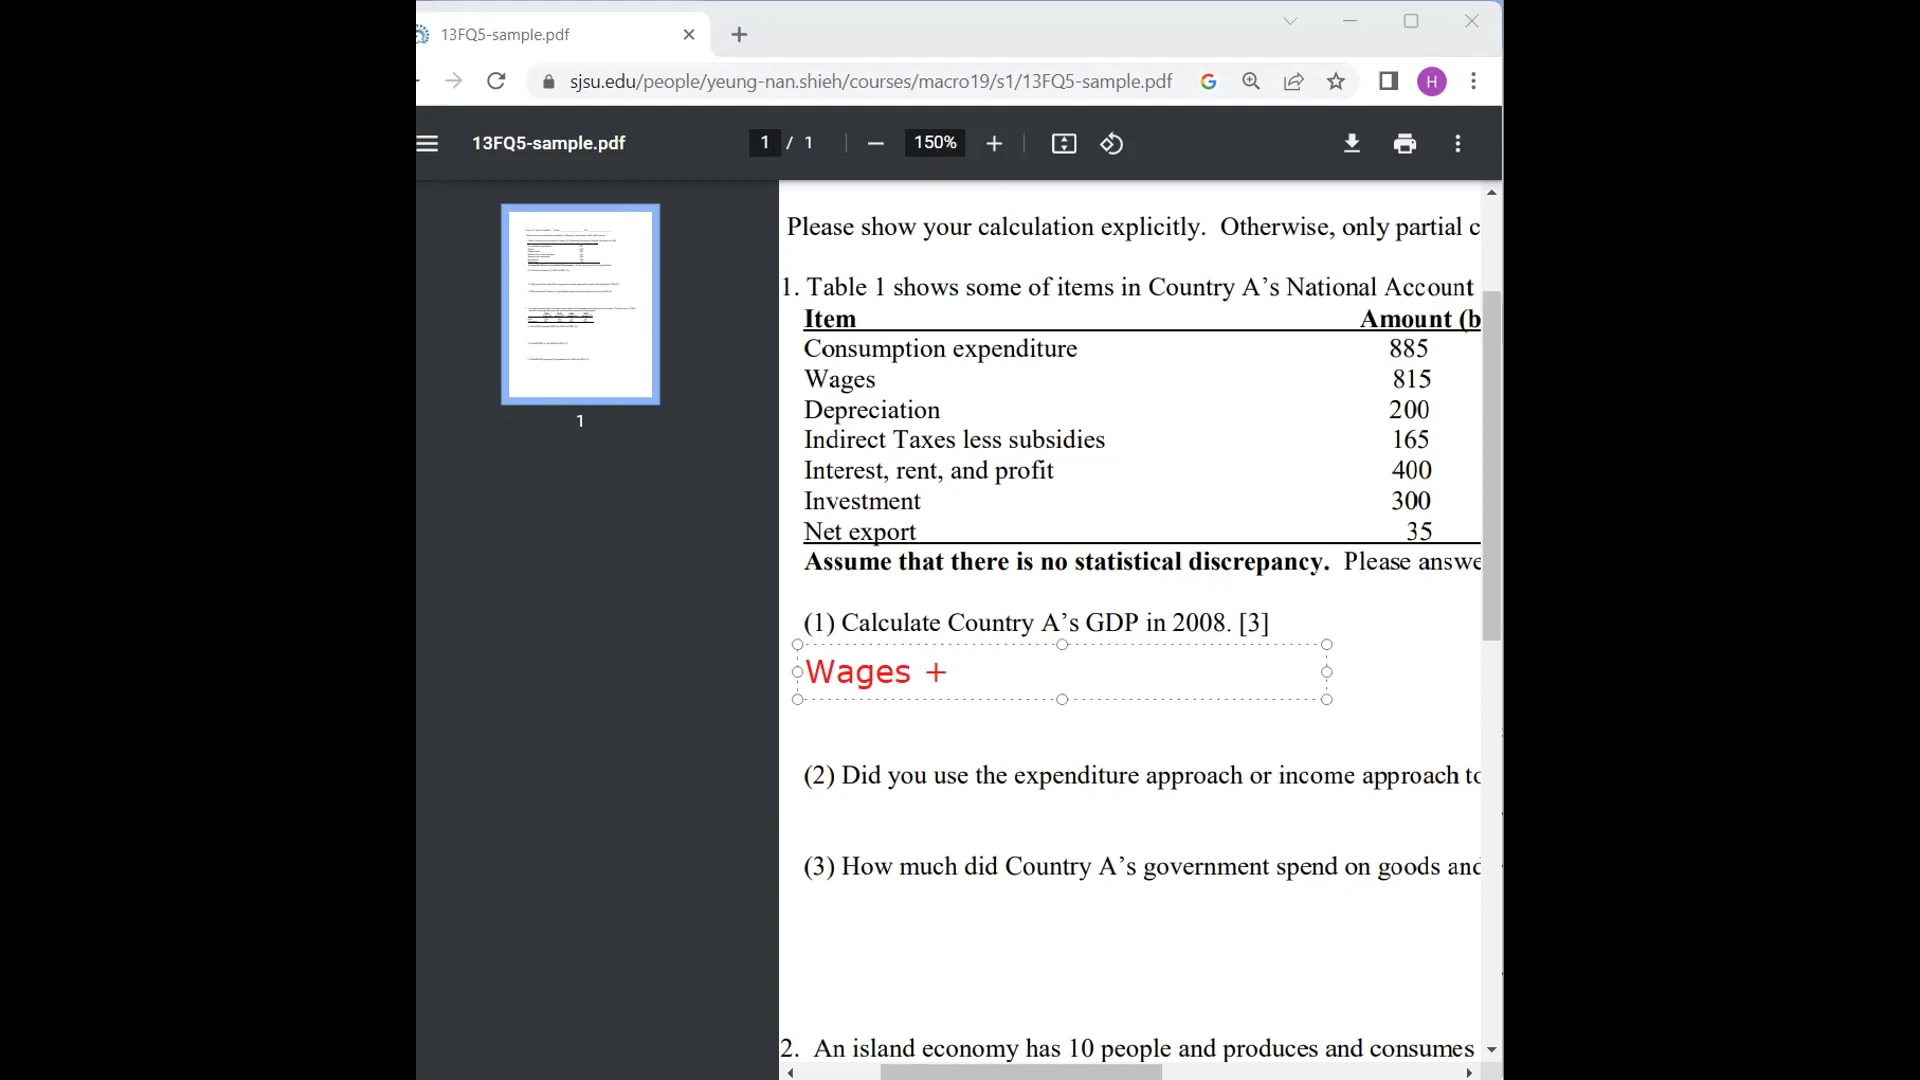 13FQ5-sample.pdf
sjsu.edu/people/yeung-nan.shieh/courses/macro19/s1/13FQ5-sample.pdf
H
13FQ5-sample.pdf
1 / 1
150%
1
Please show your calculation explicitly. Otherwise, only partial c
1. Table 1 shows some of items in Country A's National Account
Item Amount (b
Consumption expenditure 885
Wages 815
Depreciation 200
Indirect Taxes less subsidies 165
Interest, rent, and profit 400
Investment 300
Net export 35
Assume that there is no statistical discrepancy. Please answe
(1) Calculate Country A's GDP in 2008. [3]
Wages +
(2) Did you use the expenditure approach or income approach to
(3) How much did Country A's government spend on goods and
2. An island economy has 10 people and produces and consumes